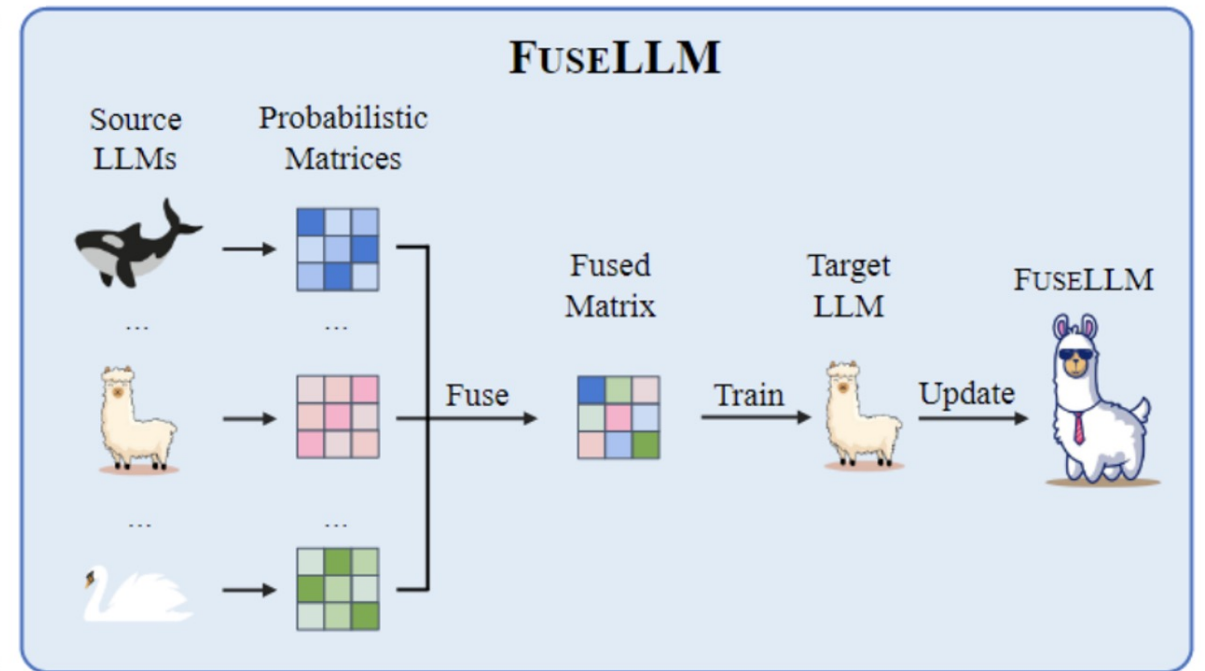 FUSELLM
Source
LLMs
Probabilistic
Matrices
...
...
Fuse
Fused
Matrix
Train
Target
LLM
Update
FUSELLM
...
...